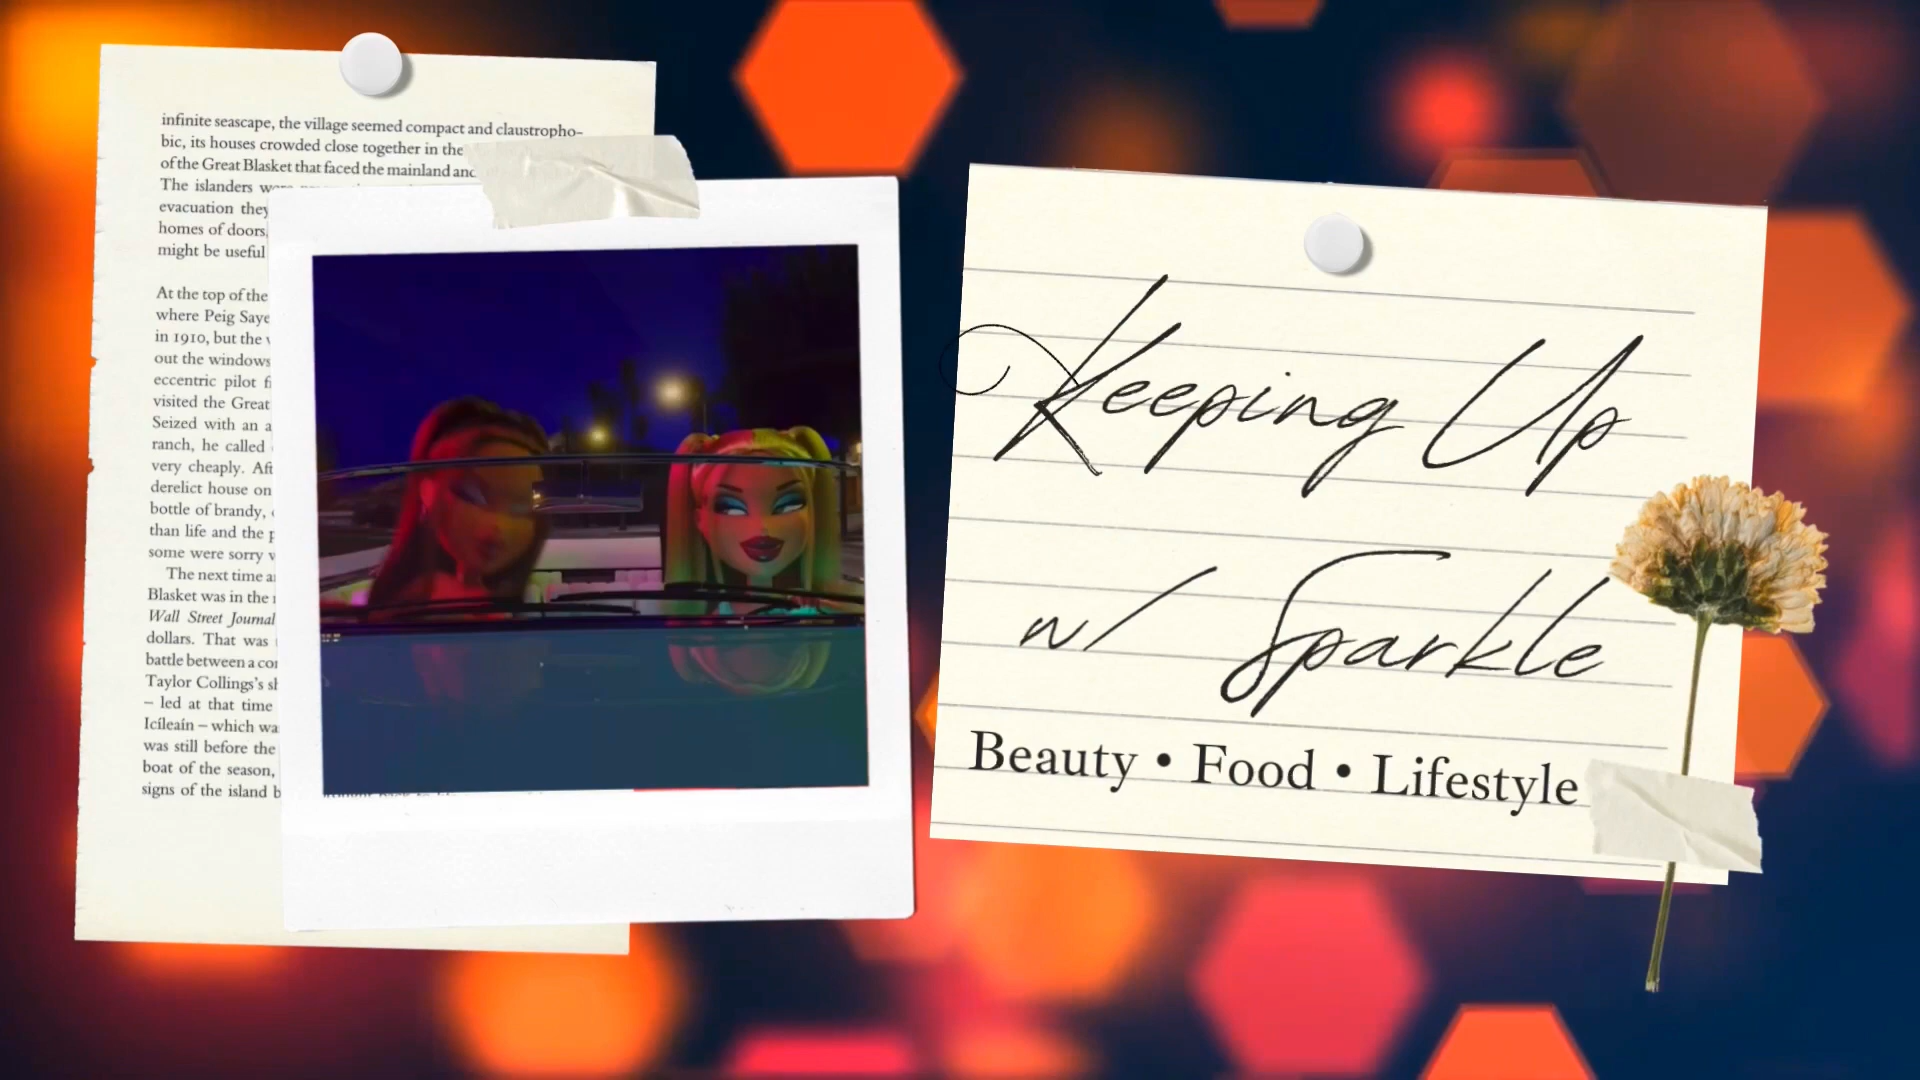 infinite seascape, the village seemed compact and claustropho-
bic, its houses crowded close together in the
of the Great Blasket that faced the mainland and
The islanders
evacuation they
homes of doors,
might be useful
At the top of the
where Peig Saye
in 1910, but the
out the windows
eccentric pilot
visited the Great
Seized with an a
ranch, he called
very cheaply. Aft
derelict house on
bottle of brandy,
than life and the p
some were sorry
The next time a
Blasket was in the
Wall Street Journal
dollars. That was
battle between a co
Taylor Collings's sh
– led at that time
Icíleaín – which wa
was still before the
boat of the season,
signs of the island b
Keeping Up
w/ Sparkle
Beauty • Food • Lifestyle